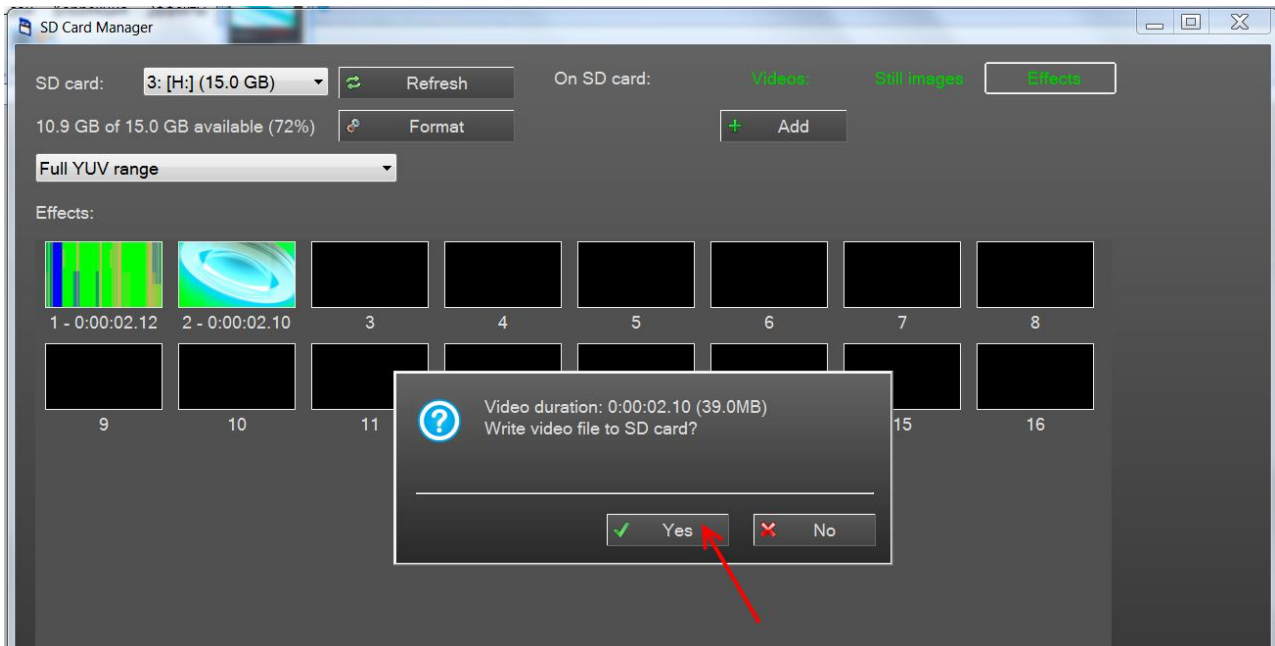 SD Card Manager
SD card: 3: [H:] (15.0 GB) Refresh On SD card: Videos: Still images Effects
10.9 GB of 15.0 GB available (72%) Format Add
Full YUV range
Effects:
1 - 0:00:02.12 2 - 0:00:02.10 3 4 5 6 7 8
9 10 11 15 16
Video duration: 0:00:02.10 (39.0MB)
Write video file to SD card?
Yes No